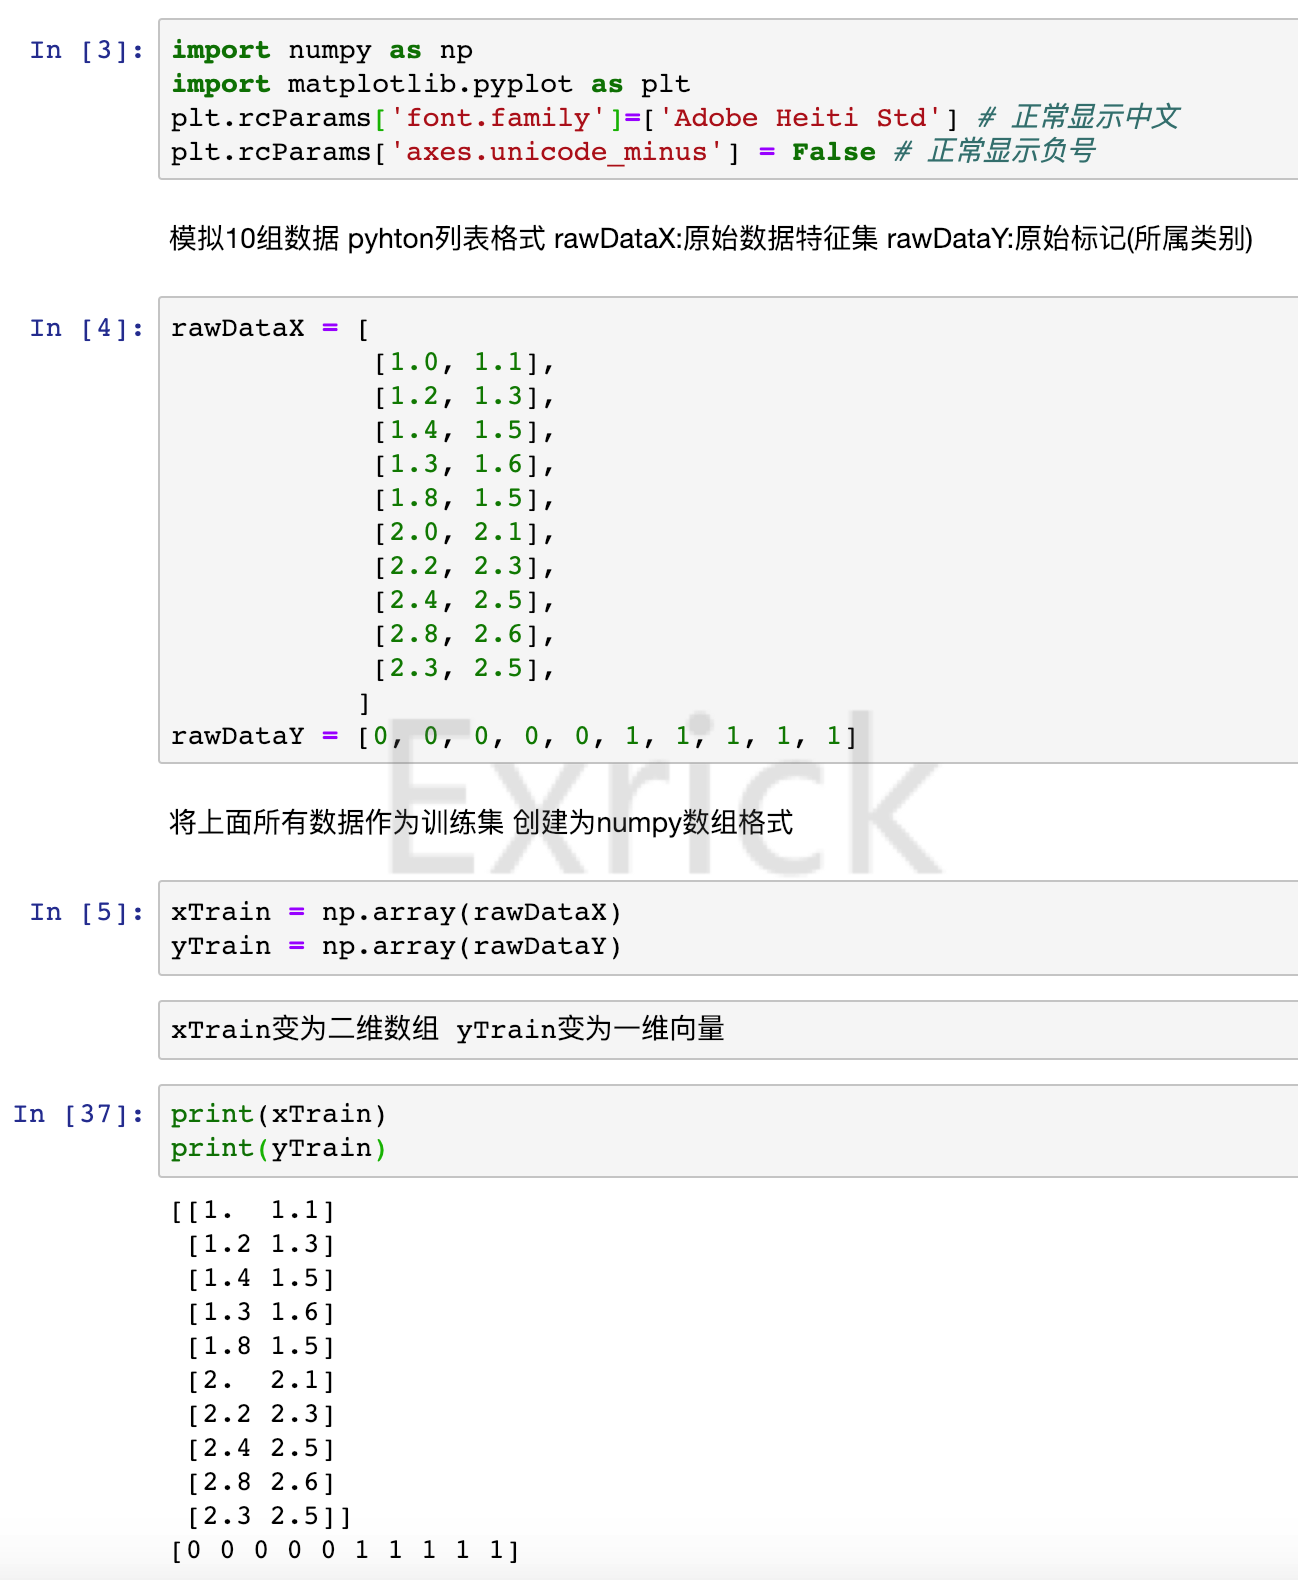 In [3]:
import numpy as np
import matplotlib.pyplot as plt
plt.rcParams['font.family']=['Adobe Heiti Std'] # 正常显示中文
plt.rcParams['axes.unicode_minus'] = False # 正常显示负号
模拟10组数据 pyhton列表格式 rawDataX:原始数据特征集 rawDataY:原始标记(所属类别)
In [4]:
rawDataX = [
[1.0, 1.1],
[1.2, 1.3],
[1.4, 1.5],
[1.3, 1.6],
[1.8, 1.5],
[2.0, 2.1],
[2.2, 2.3],
[2.4, 2.5],
[2.8, 2.6],
[2.3, 2.5],
]
rawDataY = [0, 0, 0, 0, 0, 1, 1, 1, 1, 1]
Exrick
将上面所有数据作为训练集 创建为numpy数组格式
In [5]:
xTrain = np.array(rawDataX)
yTrain = np.array(rawDataY)
xTrain变为二维数组 yTrain变为一维向量
In [37]:
print(xTrain)
print(yTrain)
[[1.  1.1]
[1.2 1.3]
[1.4 1.5]
[1.3 1.6]
[1.8 1.5]
[2.  2.1]
[2.2 2.3]
[2.4 2.5]
[2.8 2.6]
[2.3 2.5]]
[0 0 0 0 0 1 1 1 1 1]